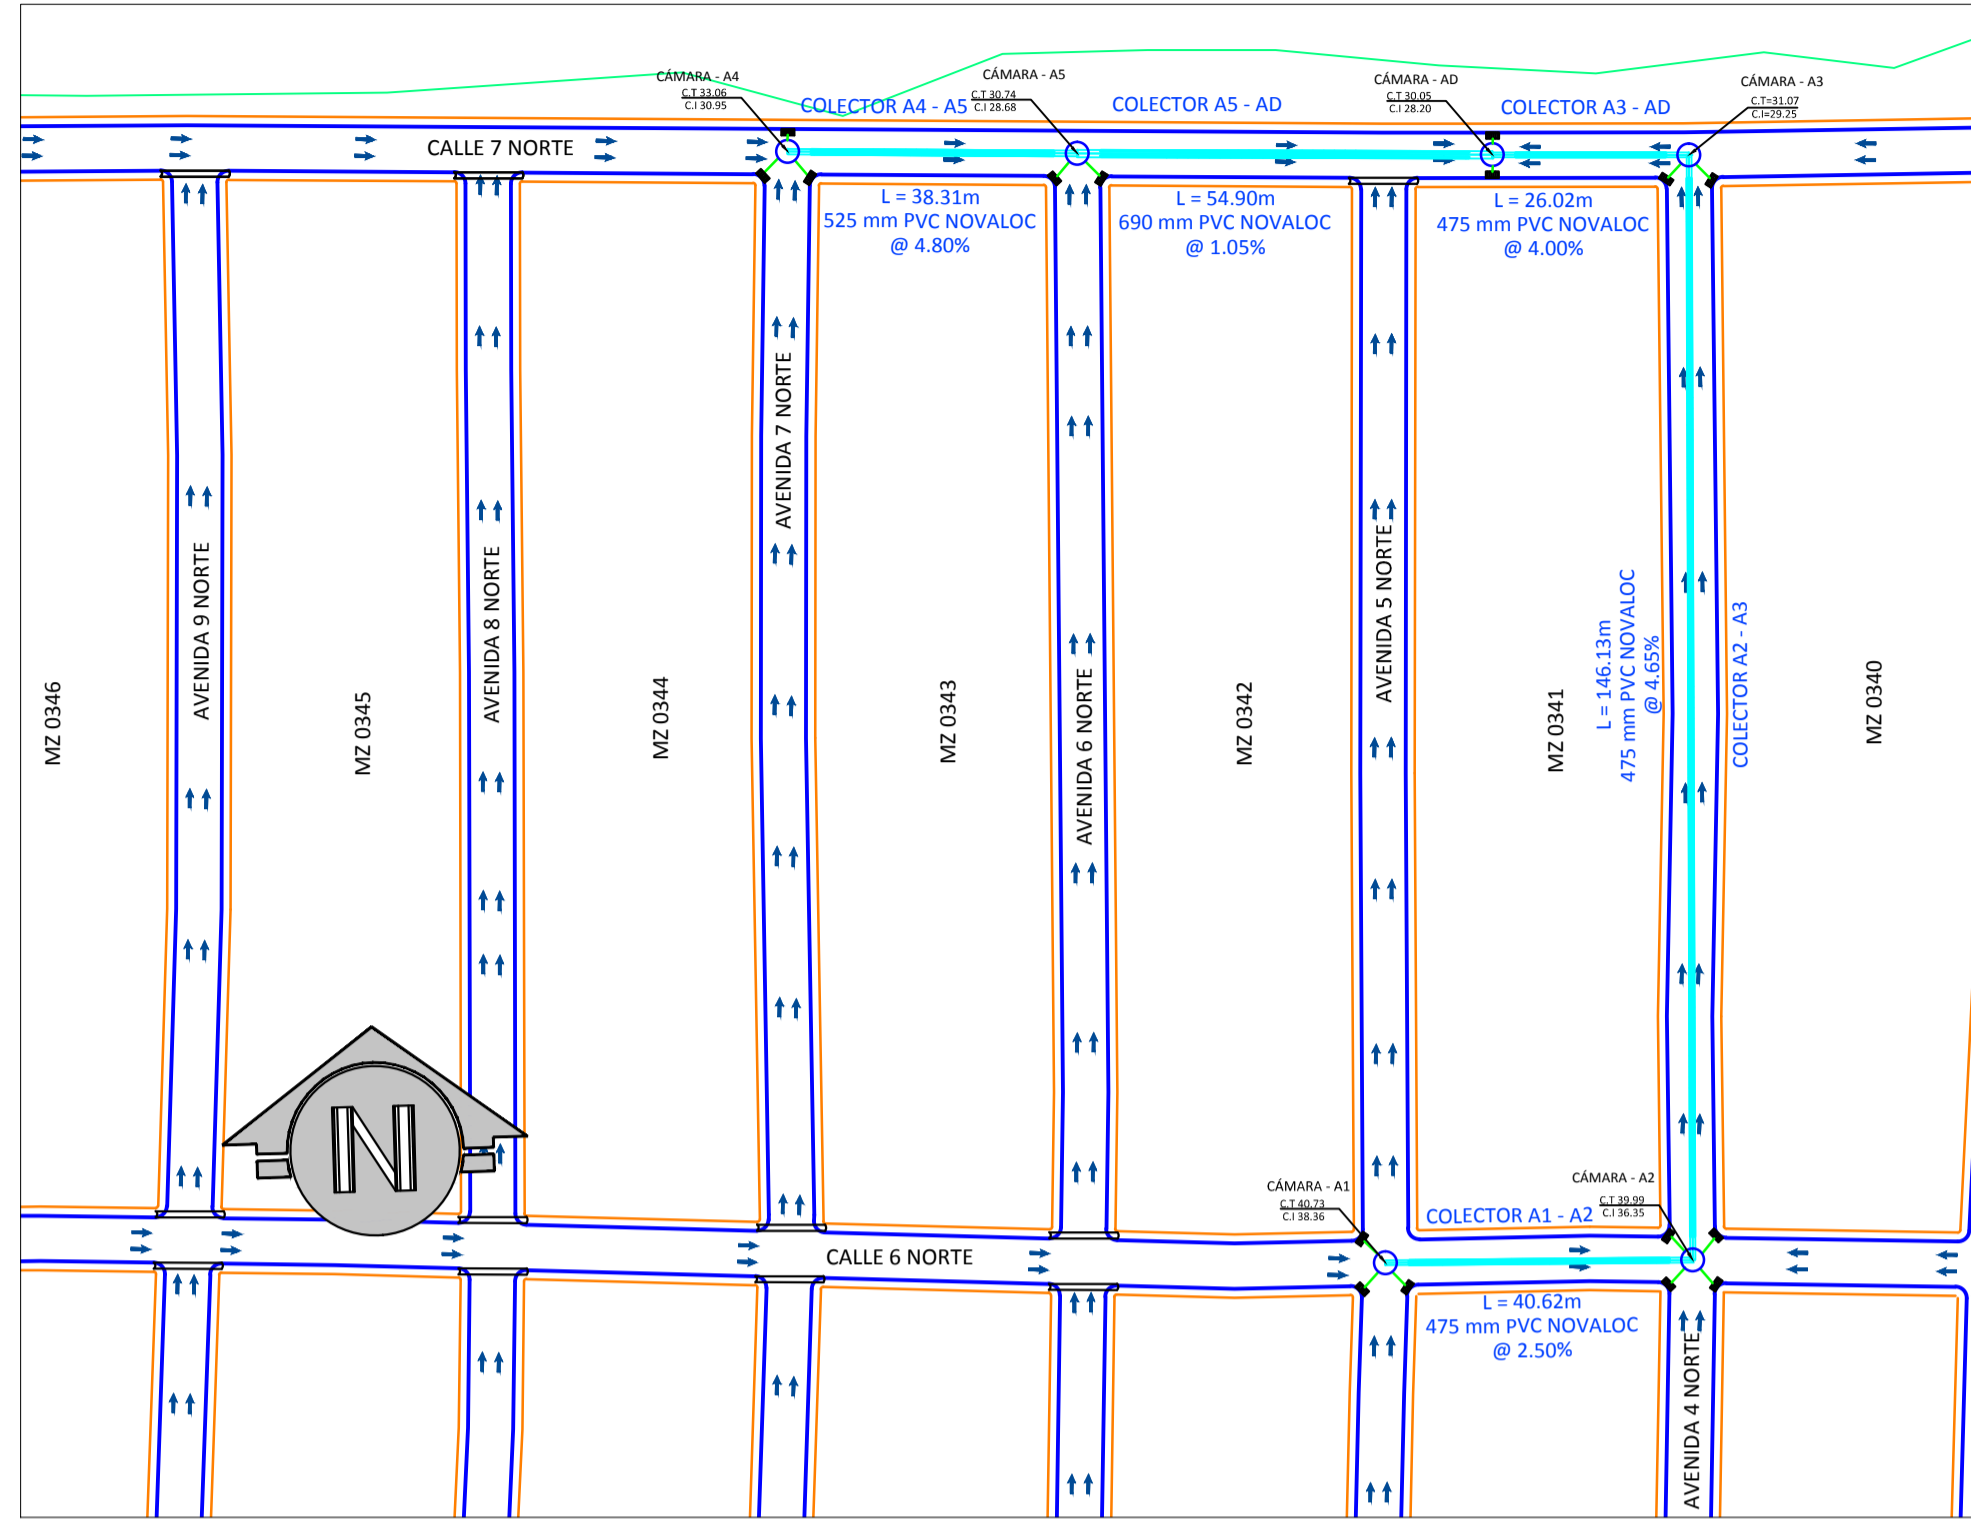 CÁMARA - A4
C.T 33.06
C.I 30.95
CÁMARA - A5
C.T 30.74
C.I 28.68
CÁMARA - AD
C.T 30.05
C.I 28.20
CÁMARA - A3
C.T=31.07
C.I=29.25
COLECTOR A4 - A5
COLECTOR A5 - AD
COLECTOR A3 - AD
CALLE 7 NORTE
L = 38.31m
525 mm PVC NOVALOC
@ 4.80%
L = 54.90m
690 mm PVC NOVALOC
@ 1.05%
L = 26.02m
475 mm PVC NOVALOC
@ 4.00%
MZ 0346
AVENIDA 9 NORTE
MZ 0345
AVENIDA 8 NORTE
MZ 0344
AVENIDA 7 NORTE
MZ 0343
AVENIDA 6 NORTE
MZ 0342
AVENIDA 5 NORTE
MZ 0341
L = 146.13m
475 mm PVC NOVALOC
@ 4.65%
COLECTOR A2 - A3
MZ 0340
N
CÁMARA - A1
C.T 40.73
C.I 38.36
CÁMARA - A2
C.T 39.99
C.I 36.35
COLECTOR A1 - A2
CALLE 6 NORTE
L = 40.62m
475 mm PVC NOVALOC
@ 2.50%
AVENIDA 4 NORTE